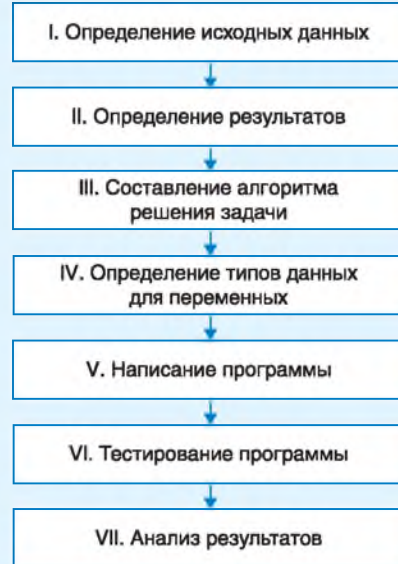 I. Определение исходных данных
II. Определение результатов
III. Составление алгоритма
решения задачи
IV. Определение типов данных
для переменных
V. Написание программы
VI. Тестирование программы
VII. Анализ результатов